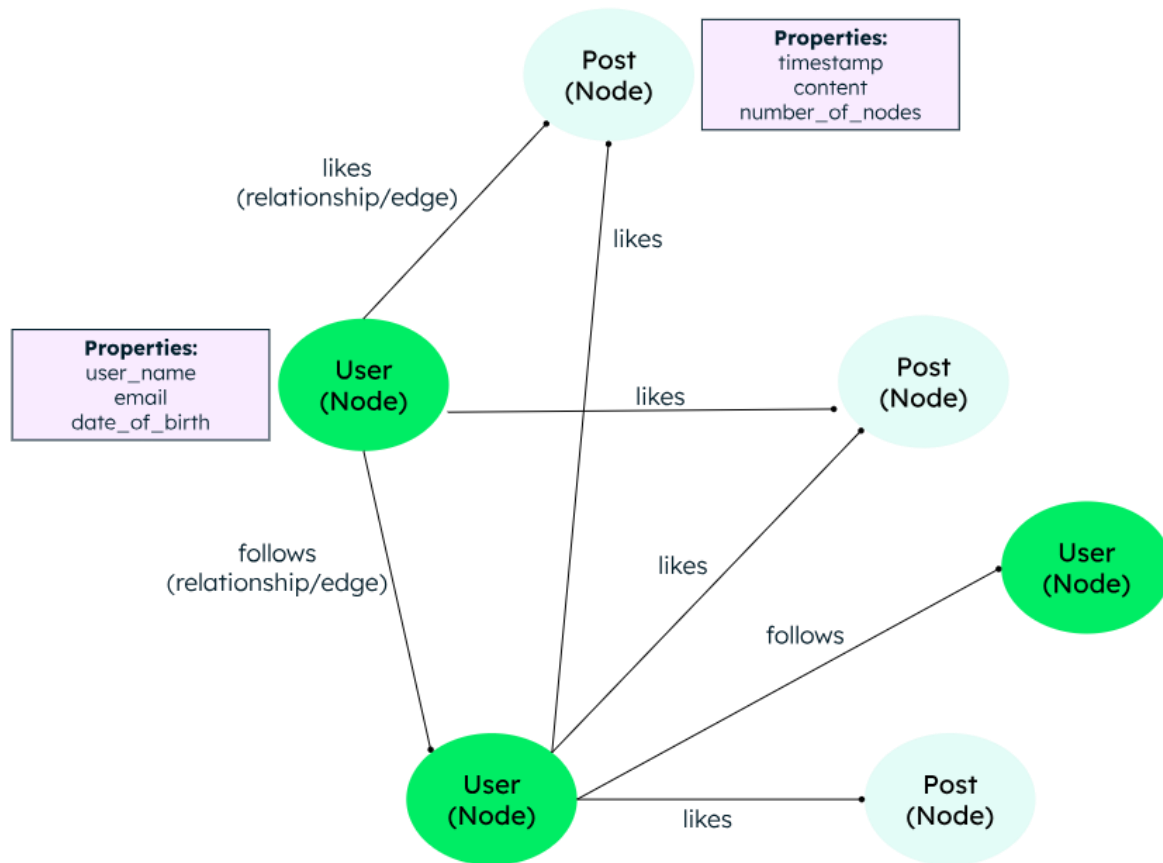 Post
(Node)
Properties:
timestamp
content
number_of_nodes
likes
(relationship/edge)
likes
Properties:
user_name
email
date_of_birth
User
(Node)
likes
Post
(Node)
follows
(relationship/edge)
likes
User
(Node)
follows
User
(Node)
likes
Post
(Node)